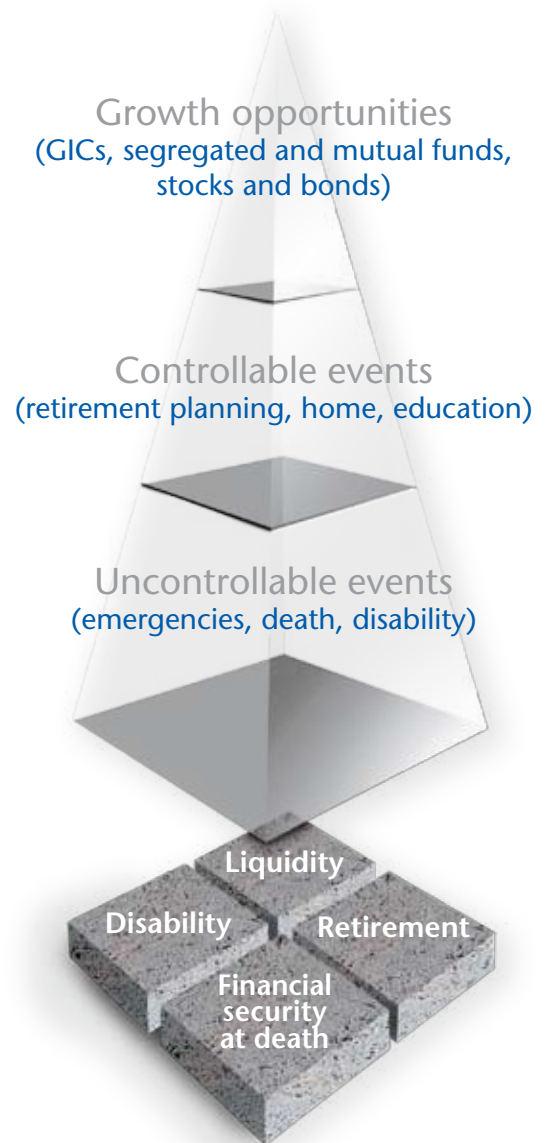 Growth opportunities
(GICs, segregated and mutual funds,
stocks and bonds)
Controllable events
(retirement planning, home, education)
Uncontrollable events
(emergencies, death, disability)
Liquidity
Disability
Retirement
Financial
security
at death